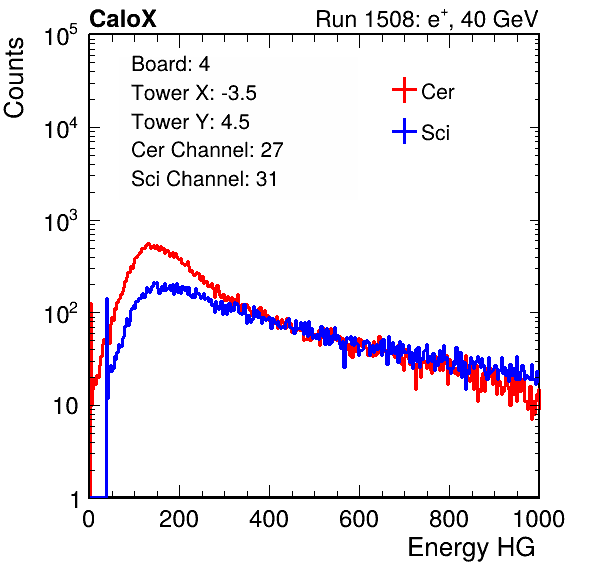 CaloX Run 1508: e⁺, 40 GeV
Counts
Board: 4
Tower X: -3.5
Tower Y: 4.5
Cer Channel: 27
Sci Channel: 31
Cer
Sci
10⁵
10⁴
10³
10²
10
1
0 200 400 600 800 1000
Energy HG